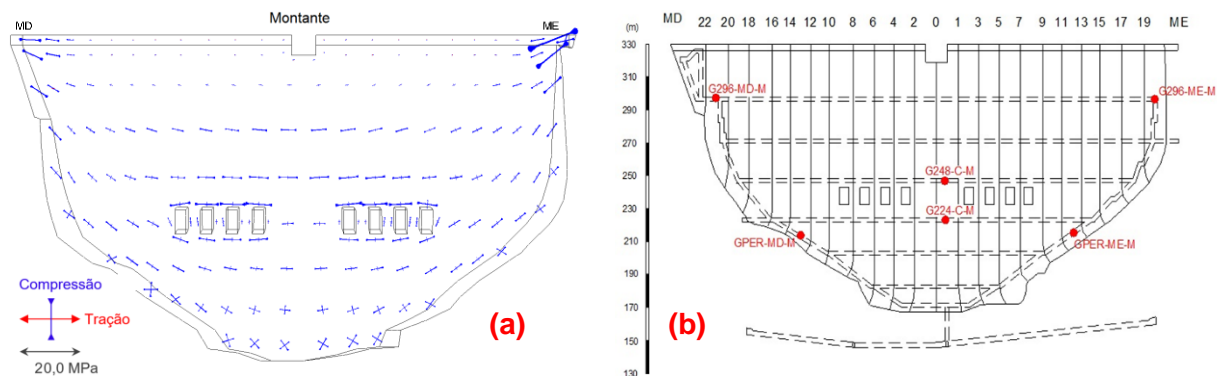 MD
Montante
ME
Compressão
Tração
20,0 MPa
(a)
(m)
MD
22 20 18 16 14 12 10 8 6 4 2 0 1 3 5 7 9 11 13 15 17 19
ME
330
310
290
270
250
230
210
190
170
150
130
G296-MD-M
G296-ME-M
G248-C-M
G224-C-M
GPER-MD-M
GPER-ME-M
(b)